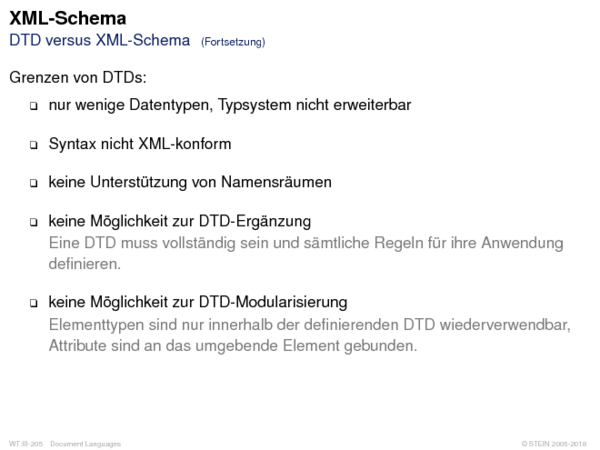 XML-Schema
DTD versus XML-Schema (Fortsetzung)
Grenzen von DTDs:
❑ nur wenige Datentypen, Typsystem nicht erweiterbar
❑ Syntax nicht XML-konform
❑ keine Unterstützung von Namensräumen
❑ keine Möglichkeit zur DTD-Ergänzung
Eine DTD muss vollständig sein und sämtliche Regeln für ihre Anwendung
definieren.
❑ keine Möglichkeit zur DTD-Modularisierung
Elementtypen sind nur innerhalb der definierenden DTD wiederverwendbar,
Attribute sind an das umgebende Element gebunden.
WT:III-205 Document Languages
© STEIN 2005-2018